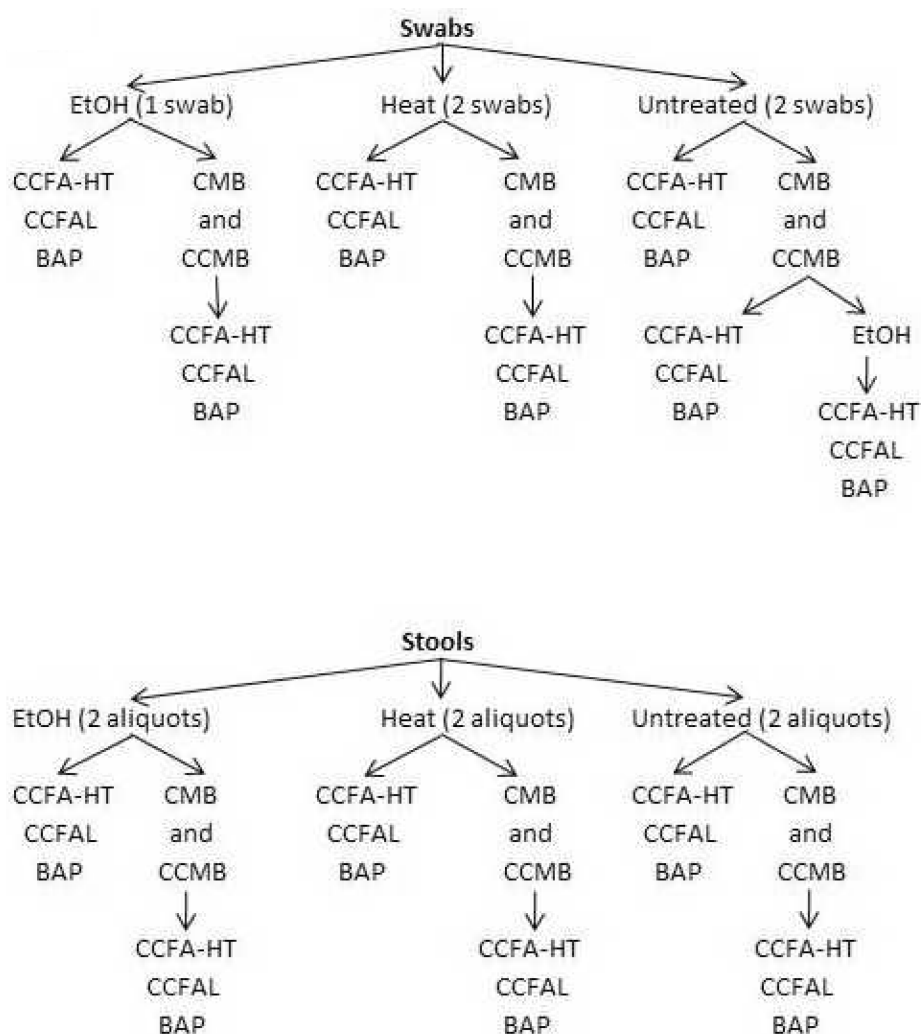 Swabs
EtOH (1 swab) Heat (2 swabs) Untreated (2 swabs)
CCFA-HT CMB CCFA-HT CMB CCFA-HT CMB
CCFAL and CCFAL and CCFAL and
BAP CCMB BAP CCMB BAP CCMB
CCFA-HT CCFA-HT CCFA-HT EtOH
CCFAL CCFAL CCFAL
BAP BAP BAP
CCFA-HT
CCFAL
BAP
Stools
EtOH (2 aliquots) Heat (2 aliquots) Untreated (2 aliquots)
CCFA-HT CMB CCFA-HT CMB CCFA-HT CMB
CCFAL and CCFAL and CCFAL and
BAP CCMB BAP CCMB BAP CCMB
CCFA-HT CCFA-HT CCFA-HT
CCFAL CCFAL CCFAL
BAP BAP BAP